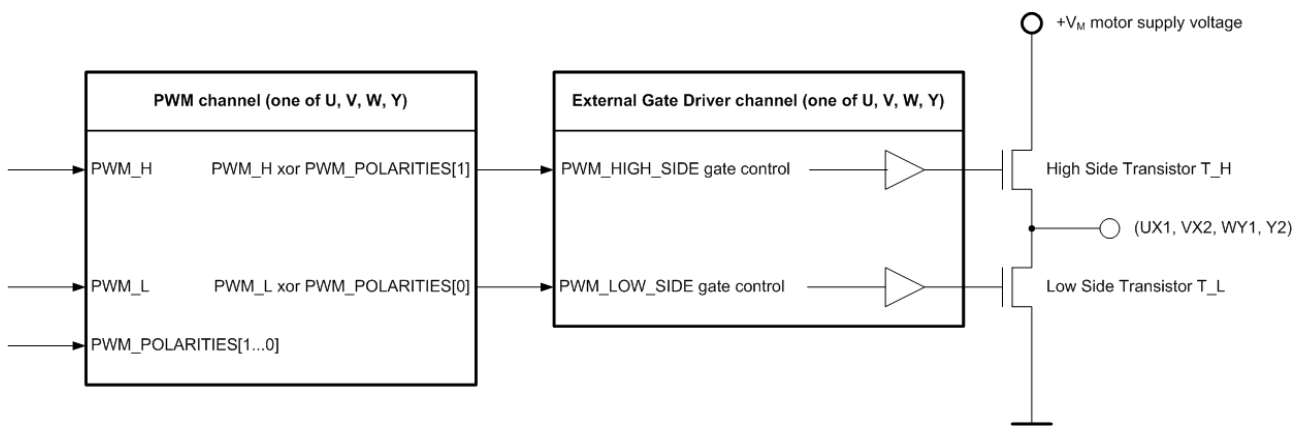 +VM motor supply voltage
PWM channel (one of U, V, W, Y)
External Gate Driver channel (one of U, V, W, Y)
PWM_H
PWM_H xor PWM_POLARITIES[1]
PWM_HIGH_SIDE gate control
High Side Transistor T_H
(UX1, VX2, WY1, Y2)
PWM_L
PWM_L xor PWM_POLARITIES[0]
PWM_LOW_SIDE gate control
Low Side Transistor T_L
PWM_POLARITIES[1...0]